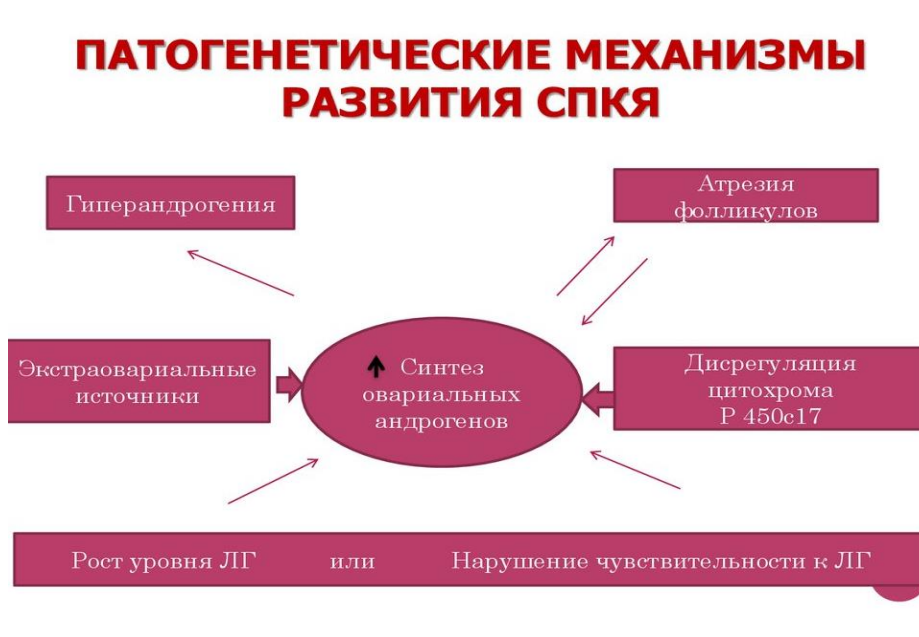 ПАТОГЕНЕТИЧЕСКИЕ МЕХАНИЗМЫ
РАЗВИТИЯ СПКЯ
Гиперандрогения
Атрезия
фолликулов
Экстраовариальные
источники
Синтез
овариальных
андрогенов
Дисрегуляция
цитохрома
Р 450с17
Рост уровня ЛГ или Нарушение чувствительности к ЛГ